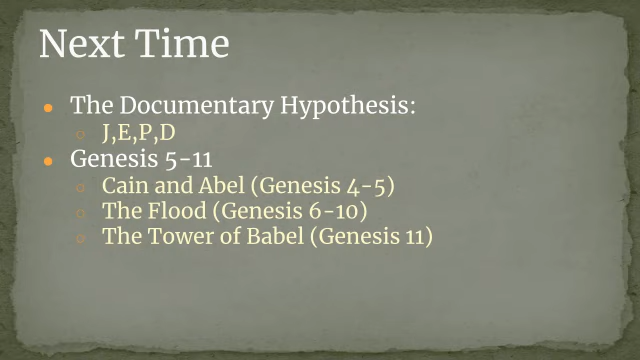 Next Time
The Documentary Hypothesis:
J,E,P,D
Genesis 5-11
Cain and Abel (Genesis 4-5)
The Flood (Genesis 6-10)
The Tower of Babel (Genesis 11)